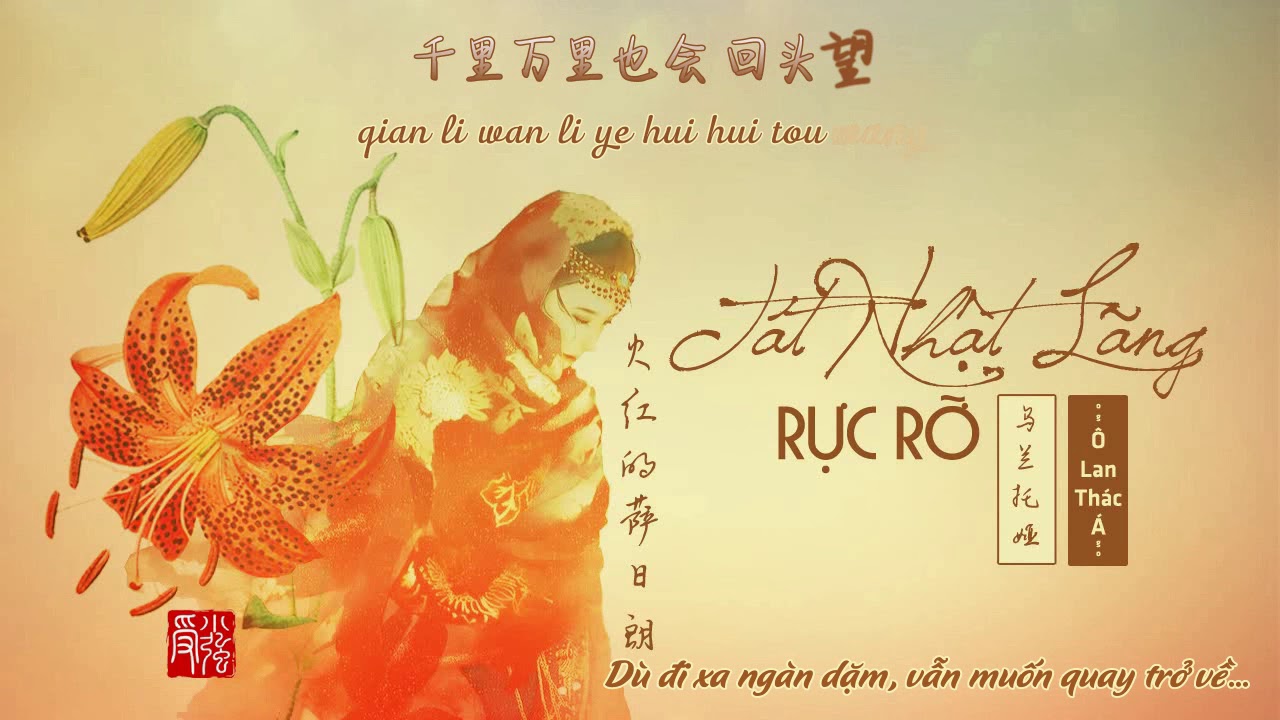 千里万里也会回头望
qian li wan li ye hui hui tou wang
Tát Nhật Lãng
RỰC RỠ
火红的萨日朗
乌兰托娅
Ô
Lan
Thác
Á
Dù đi xa ngàn dặm, vẫn muốn quay trở về...